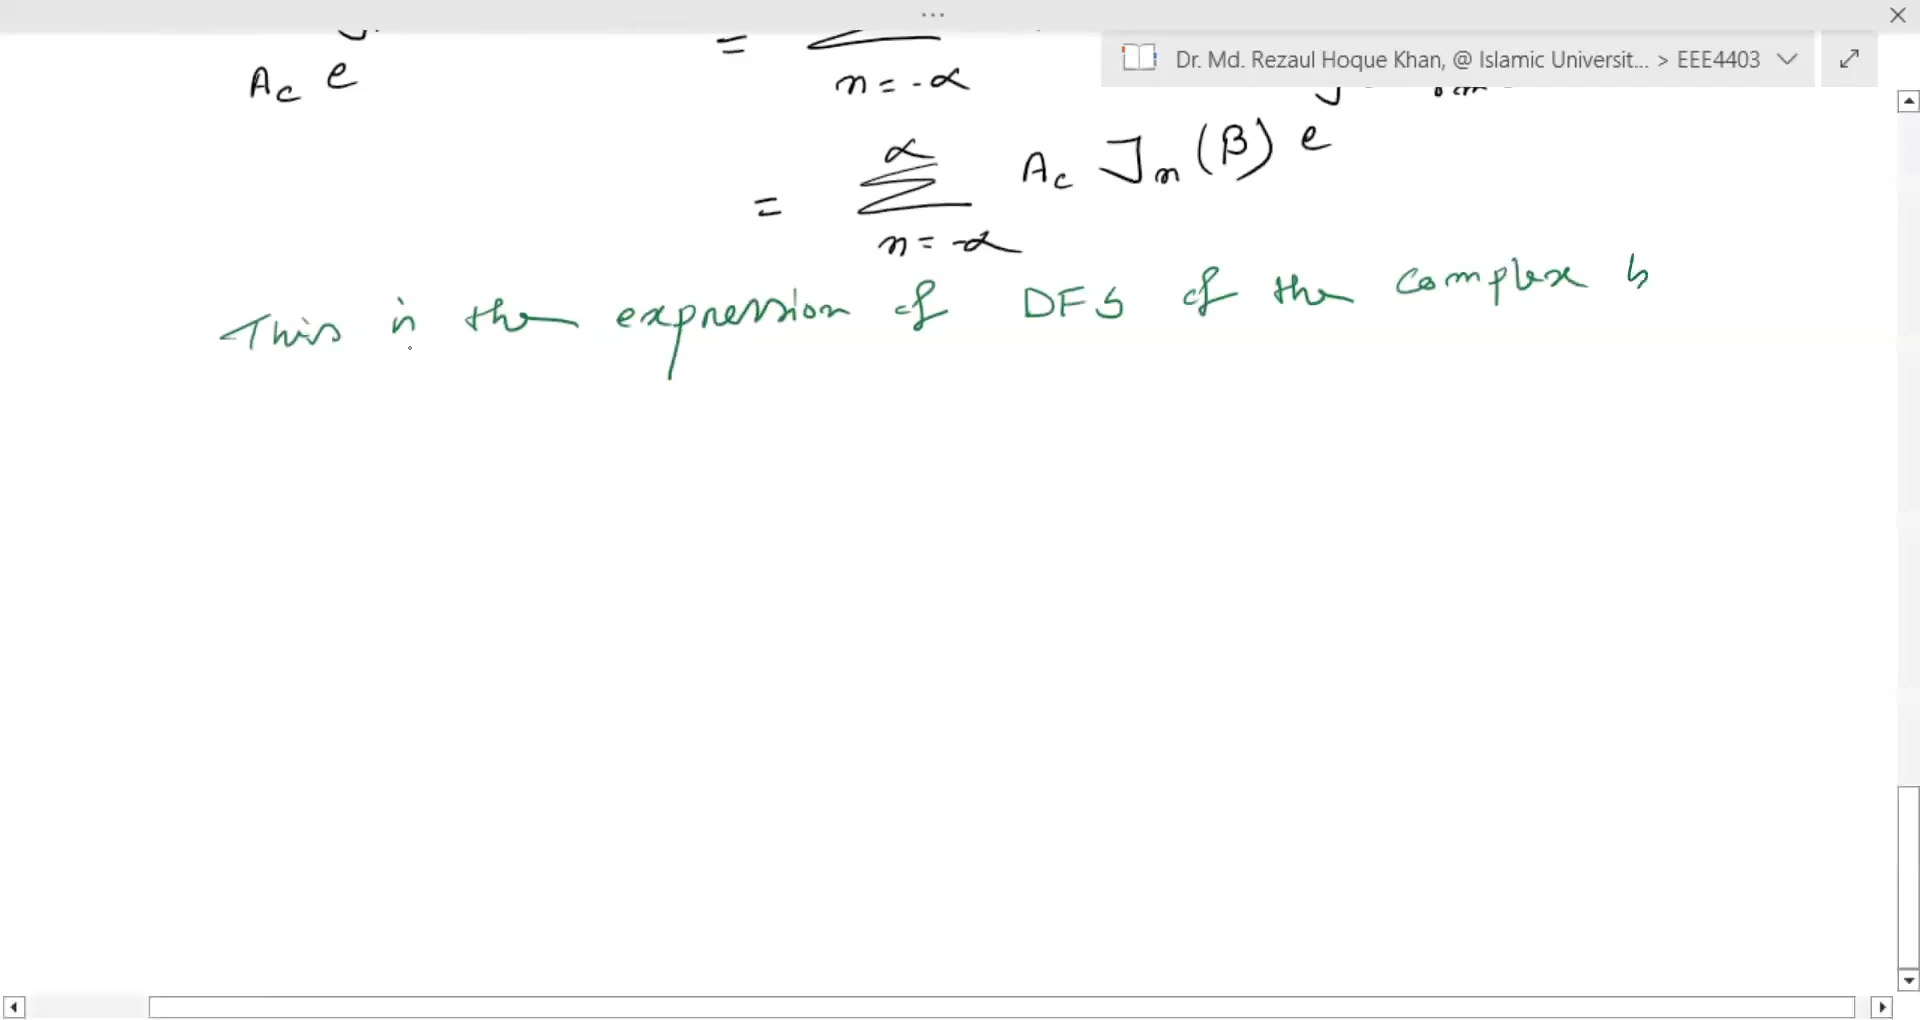 ...
Dr. Md. Rezaul Hoque Khan, @ Islamic Universit... > EEE4403
A_c e =
n = -α
α
= Σ A_c J_n (β) e
n = -α
This is the expression of DFS of the complex b